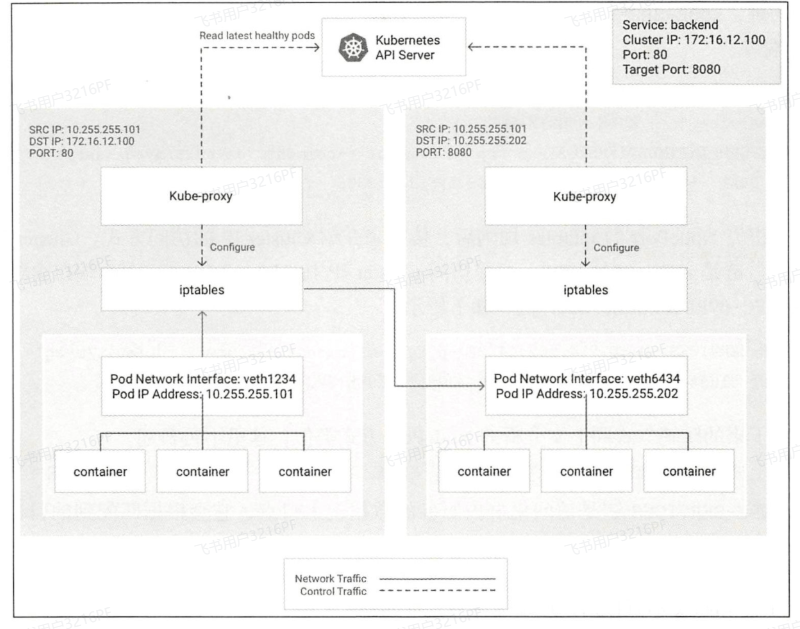 Read latest healthy pods
Kubernetes
API Server
Service: backend
Cluster IP: 172:16.12.100
Port: 80
Target Port: 8080
SRC IP: 10.255.255.101
DST IP: 172.16.12.100
PORT: 80
SRC IP: 10.255.255.101
DST IP: 10.255.255.202
PORT: 8080
Kube-proxy
Kube-proxy
Configure
Configure
iptables
iptables
Pod Network Interface: veth1234
Pod IP Address: 10.255.255.101
Pod Network Interface: veth6434
Pod IP Address: 10.255.255.202
container
container
container
container
container
container
Network Traffic
Control Traffic
飞书用户3216PF